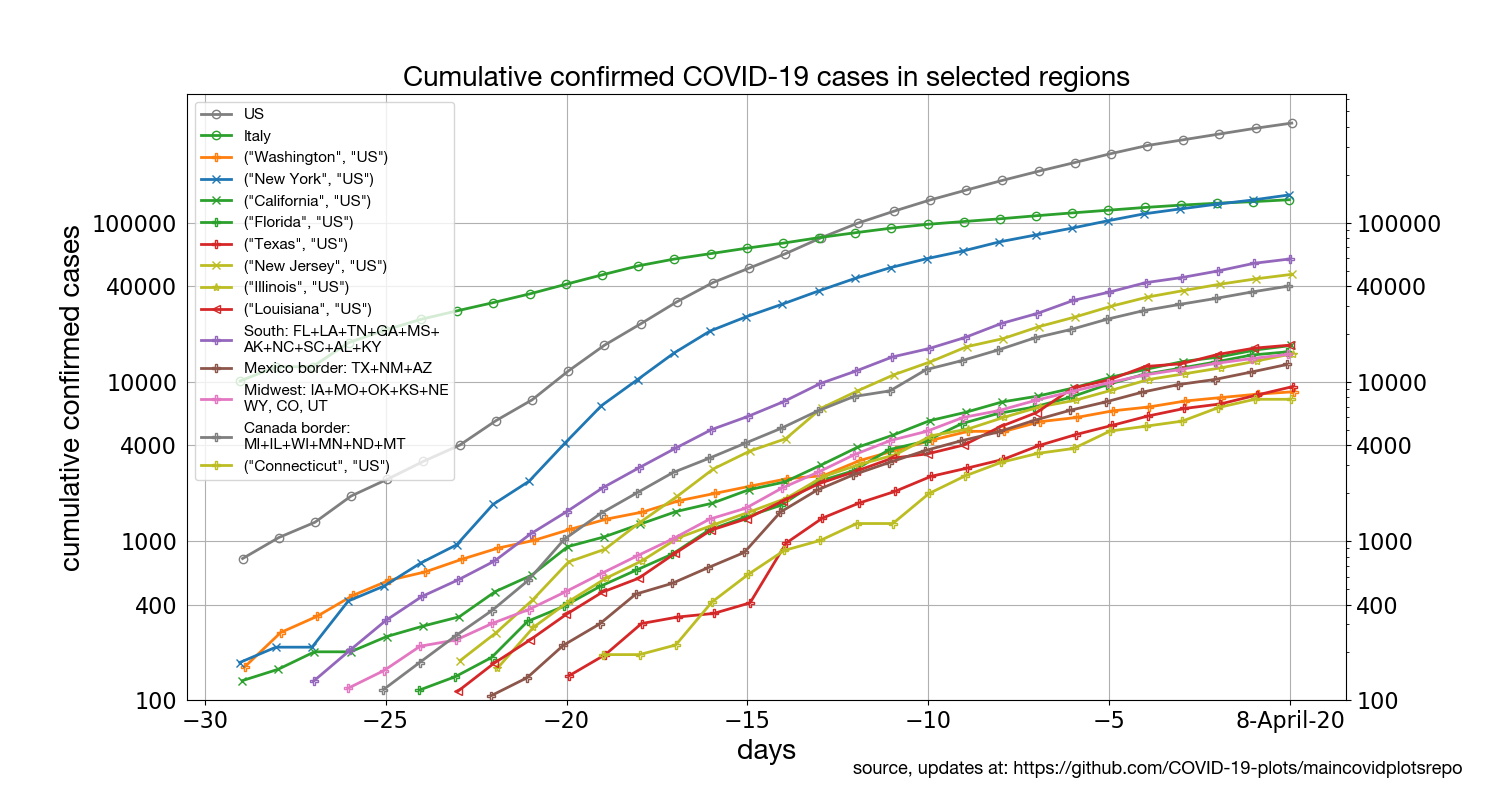 Cumulative confirmed COVID-19 cases in selected regions
US
Italy
("Washington", "US")
("New York", "US")
("California", "US")
("Florida", "US")
("Texas", "US")
("New Jersey", "US")
("Illinois", "US")
("Louisiana", "US")
South: FL+LA+TN+GA+MS+
AK+NC+SC+AL+KY
Mexico border: TX+NM+AZ
Midwest: IA+MO+OK+KS+NE
WY, CO, UT
Canada border:
MI+IL+WI+MN+ND+MT
("Connecticut", "US")
cumulative confirmed cases
100000
40000
10000
4000
1000
400
100
100000
40000
10000
4000
1000
400
100
−30 −25 −20 −15 −10 −5 8-April-20
days
source, updates at: https://github.com/COVID-19-plots/maincovidplotsrepo